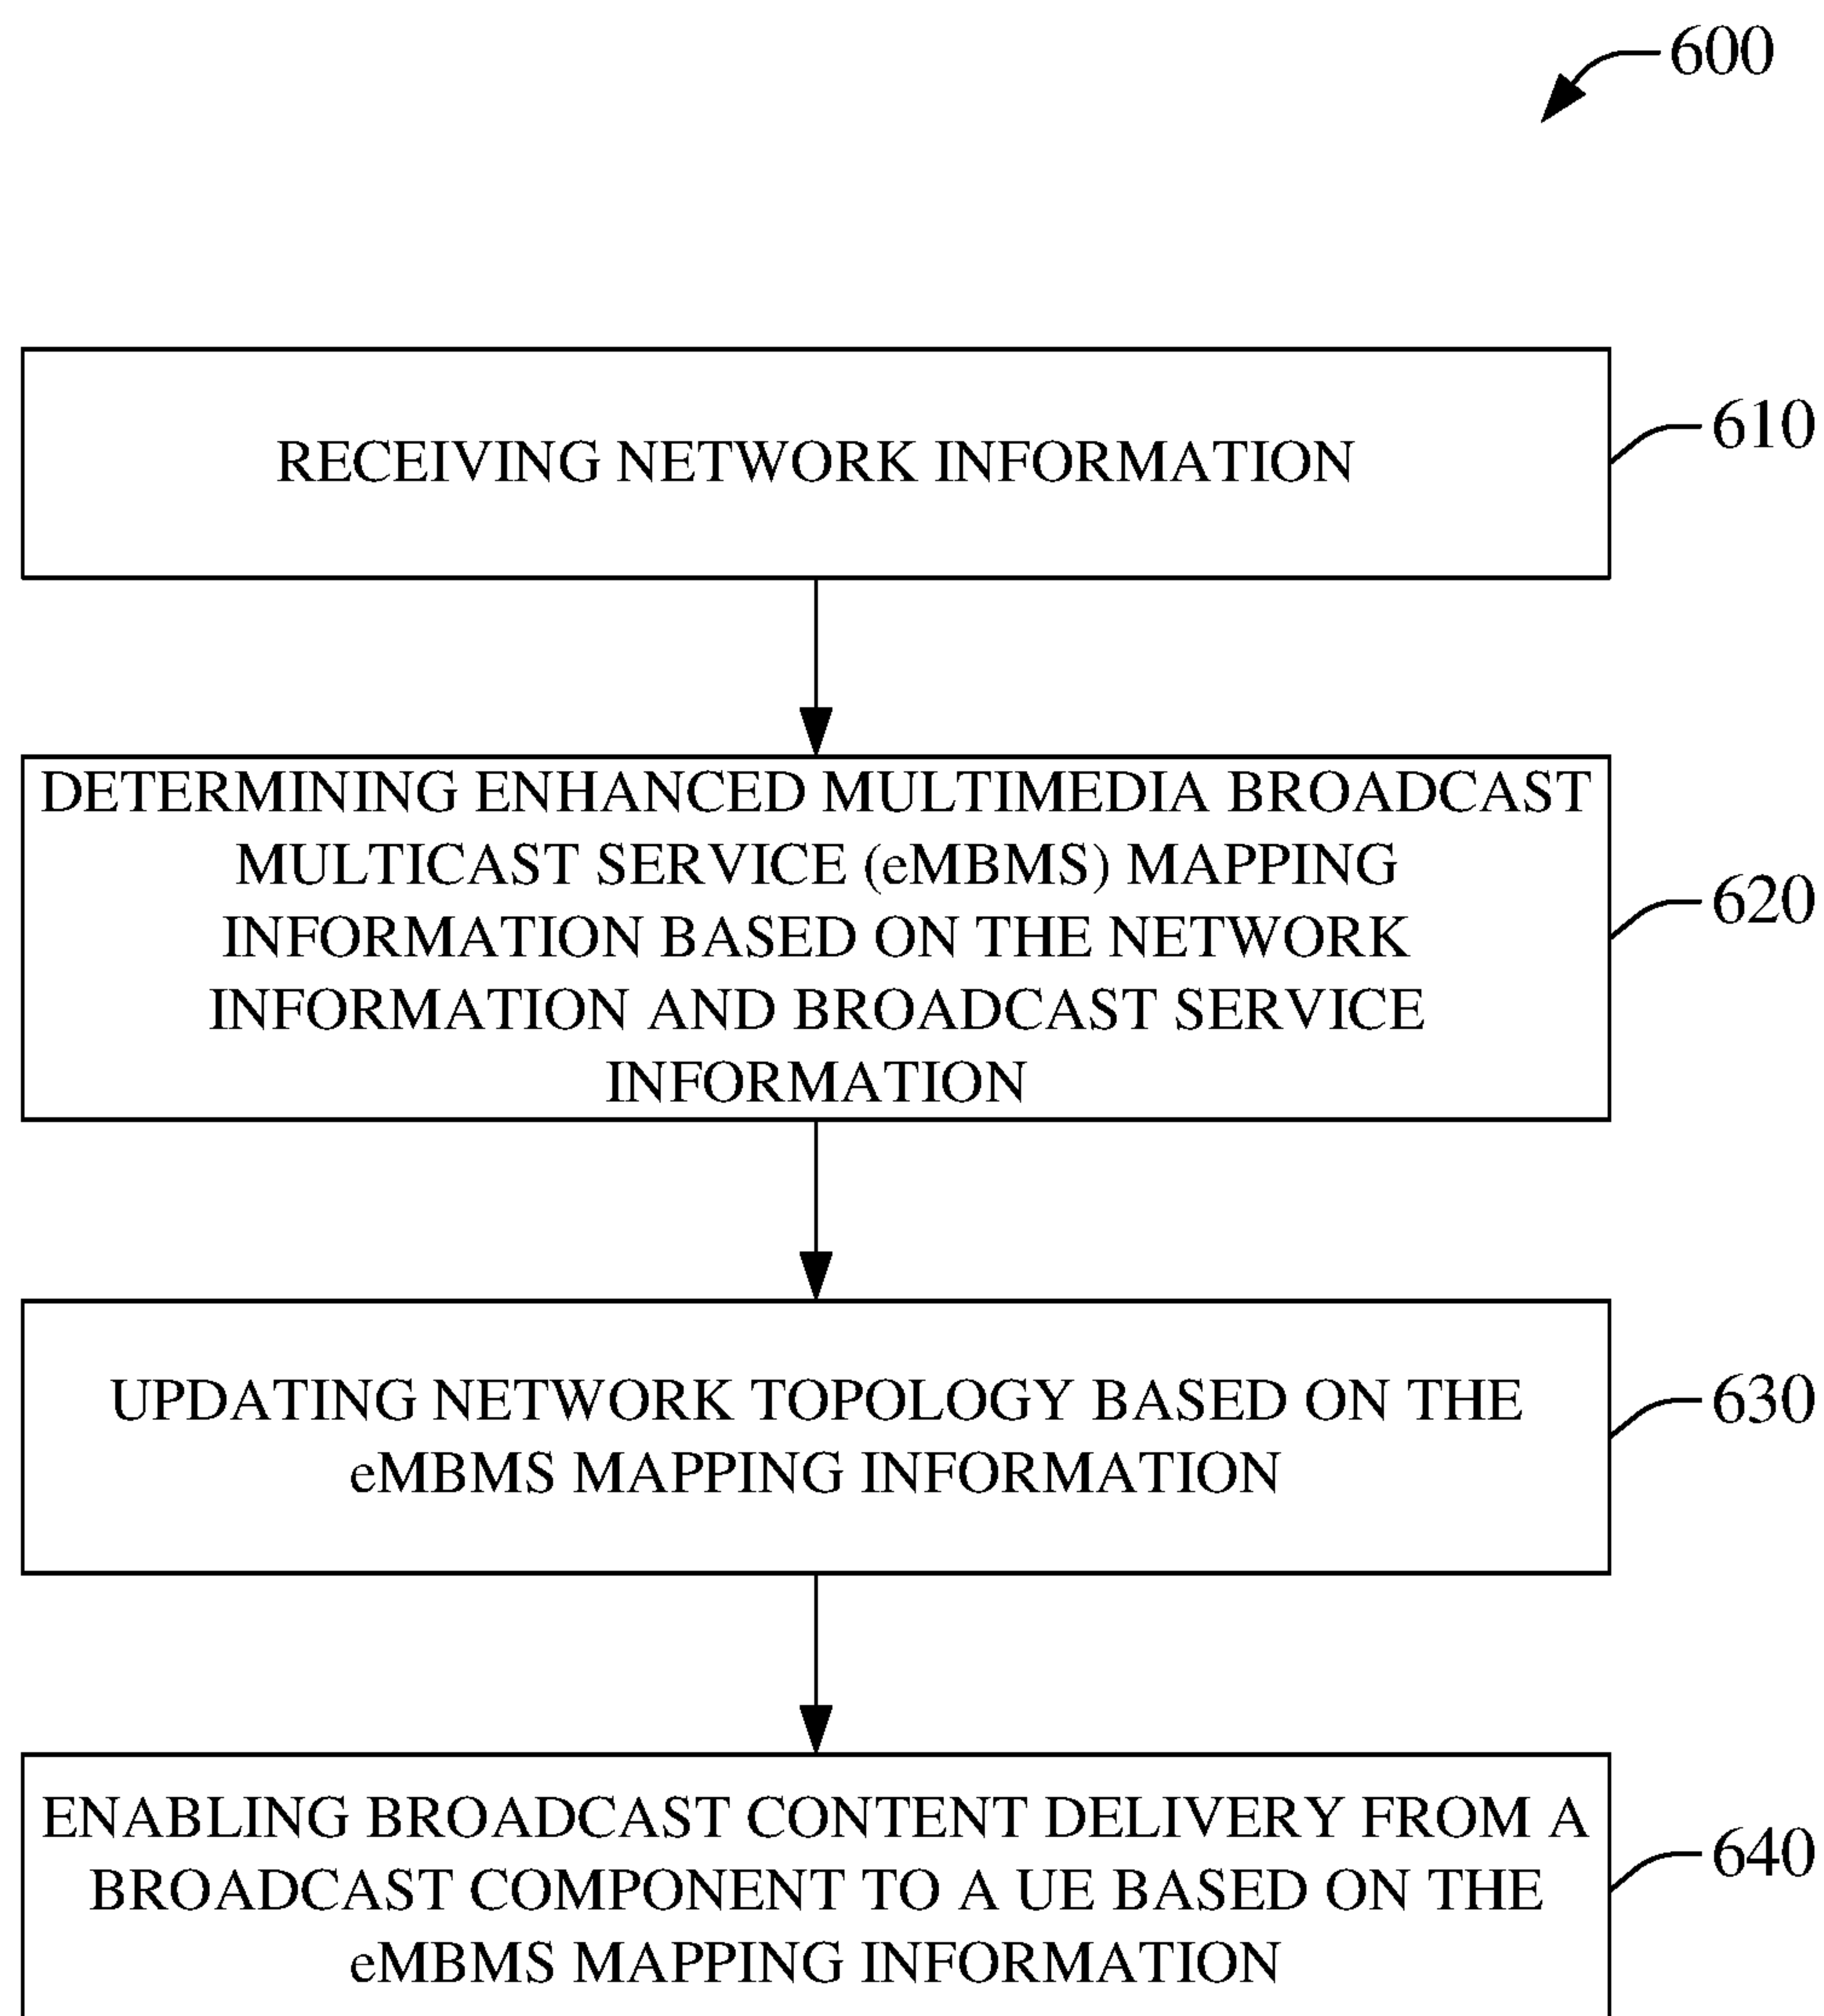 600
RECEIVING NETWORK INFORMATION
610
DETERMINING ENHANCED MULTIMEDIA BROADCAST
MULTICAST SERVICE (eMBMS) MAPPING
INFORMATION BASED ON THE NETWORK
INFORMATION AND BROADCAST SERVICE
INFORMATION
620
UPDATING NETWORK TOPOLOGY BASED ON THE
eMBMS MAPPING INFORMATION
630
ENABLING BROADCAST CONTENT DELIVERY FROM A
BROADCAST COMPONENT TO A UE BASED ON THE
eMBMS MAPPING INFORMATION
640